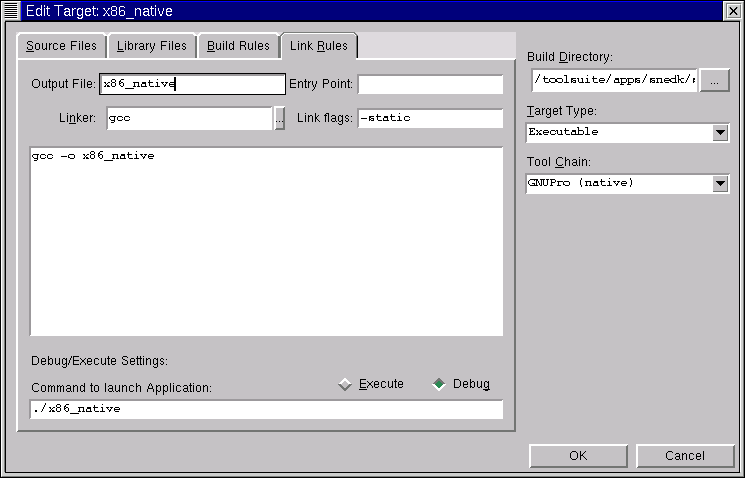 Edit Target: x86_native
Source Files Library Files Build Rules Link Rules
Output File: x86_native Entry Point:
Linker: gcc ... Link flags: -static
gcc -o x86_native
Debug/Execute Settings:
Command to launch Application: Execute Debug
./x86_native
Build Directory:
/toolsuite/apps/snedk/ ...
Target Type:
Executable
Tool Chain:
GNUPro (native)
OK Cancel